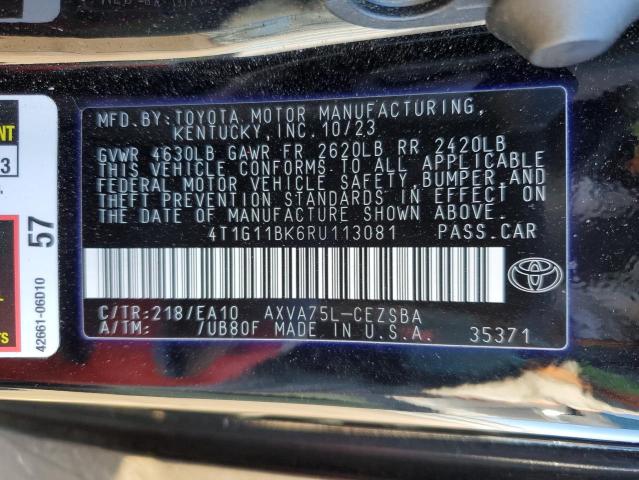 MFD. BY: TOYOTA MOTOR MANUFACTURING,
KENTUCKY, INC. 10/23
GVWR 4630LB GAWR FR 2620LB RR 2420LB
THIS VEHICLE CONFORMS TO ALL APPLICABLE
FEDERAL MOTOR VEHICLE SAFETY, BUMPER AND
THEFT PREVENTION STANDARDS IN EFFECT ON
THE DATE OF MANUFACTURE SHOWN ABOVE.
4T1G11BK6RU113081 PASS.CAR
C/TR: 218/EA10 AXVA75L-CEZSBA
A/TM: /UB80F MADE IN U.S.A. 35371
57
42661-06D10